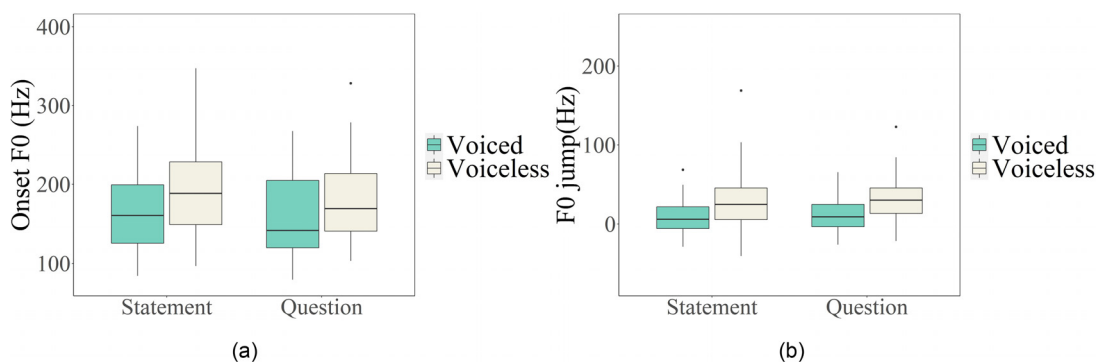 400
300
200
100
Onset F0 (Hz)
Statement
Question
Voiced
Voiceless
(a)
200
100
0
F0 jump(Hz)
Statement
Question
Voiced
Voiceless
(b)